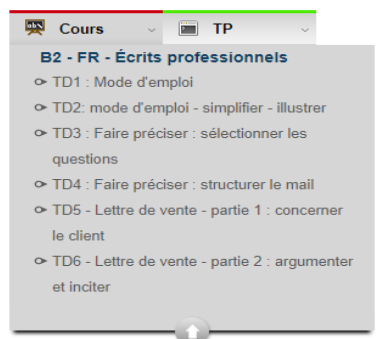 Cours TP
B2 - FR - Écrits professionnels
TD1 : Mode d'emploi
TD2: mode d'emploi - simplifier - illustrer
TD3 : Faire préciser : sélectionner les
questions
TD4 : Faire préciser : structurer le mail
TD5 - Lettre de vente - partie 1 : concerner
le client
TD6 - Lettre de vente - partie 2 : argumenter
et inciter